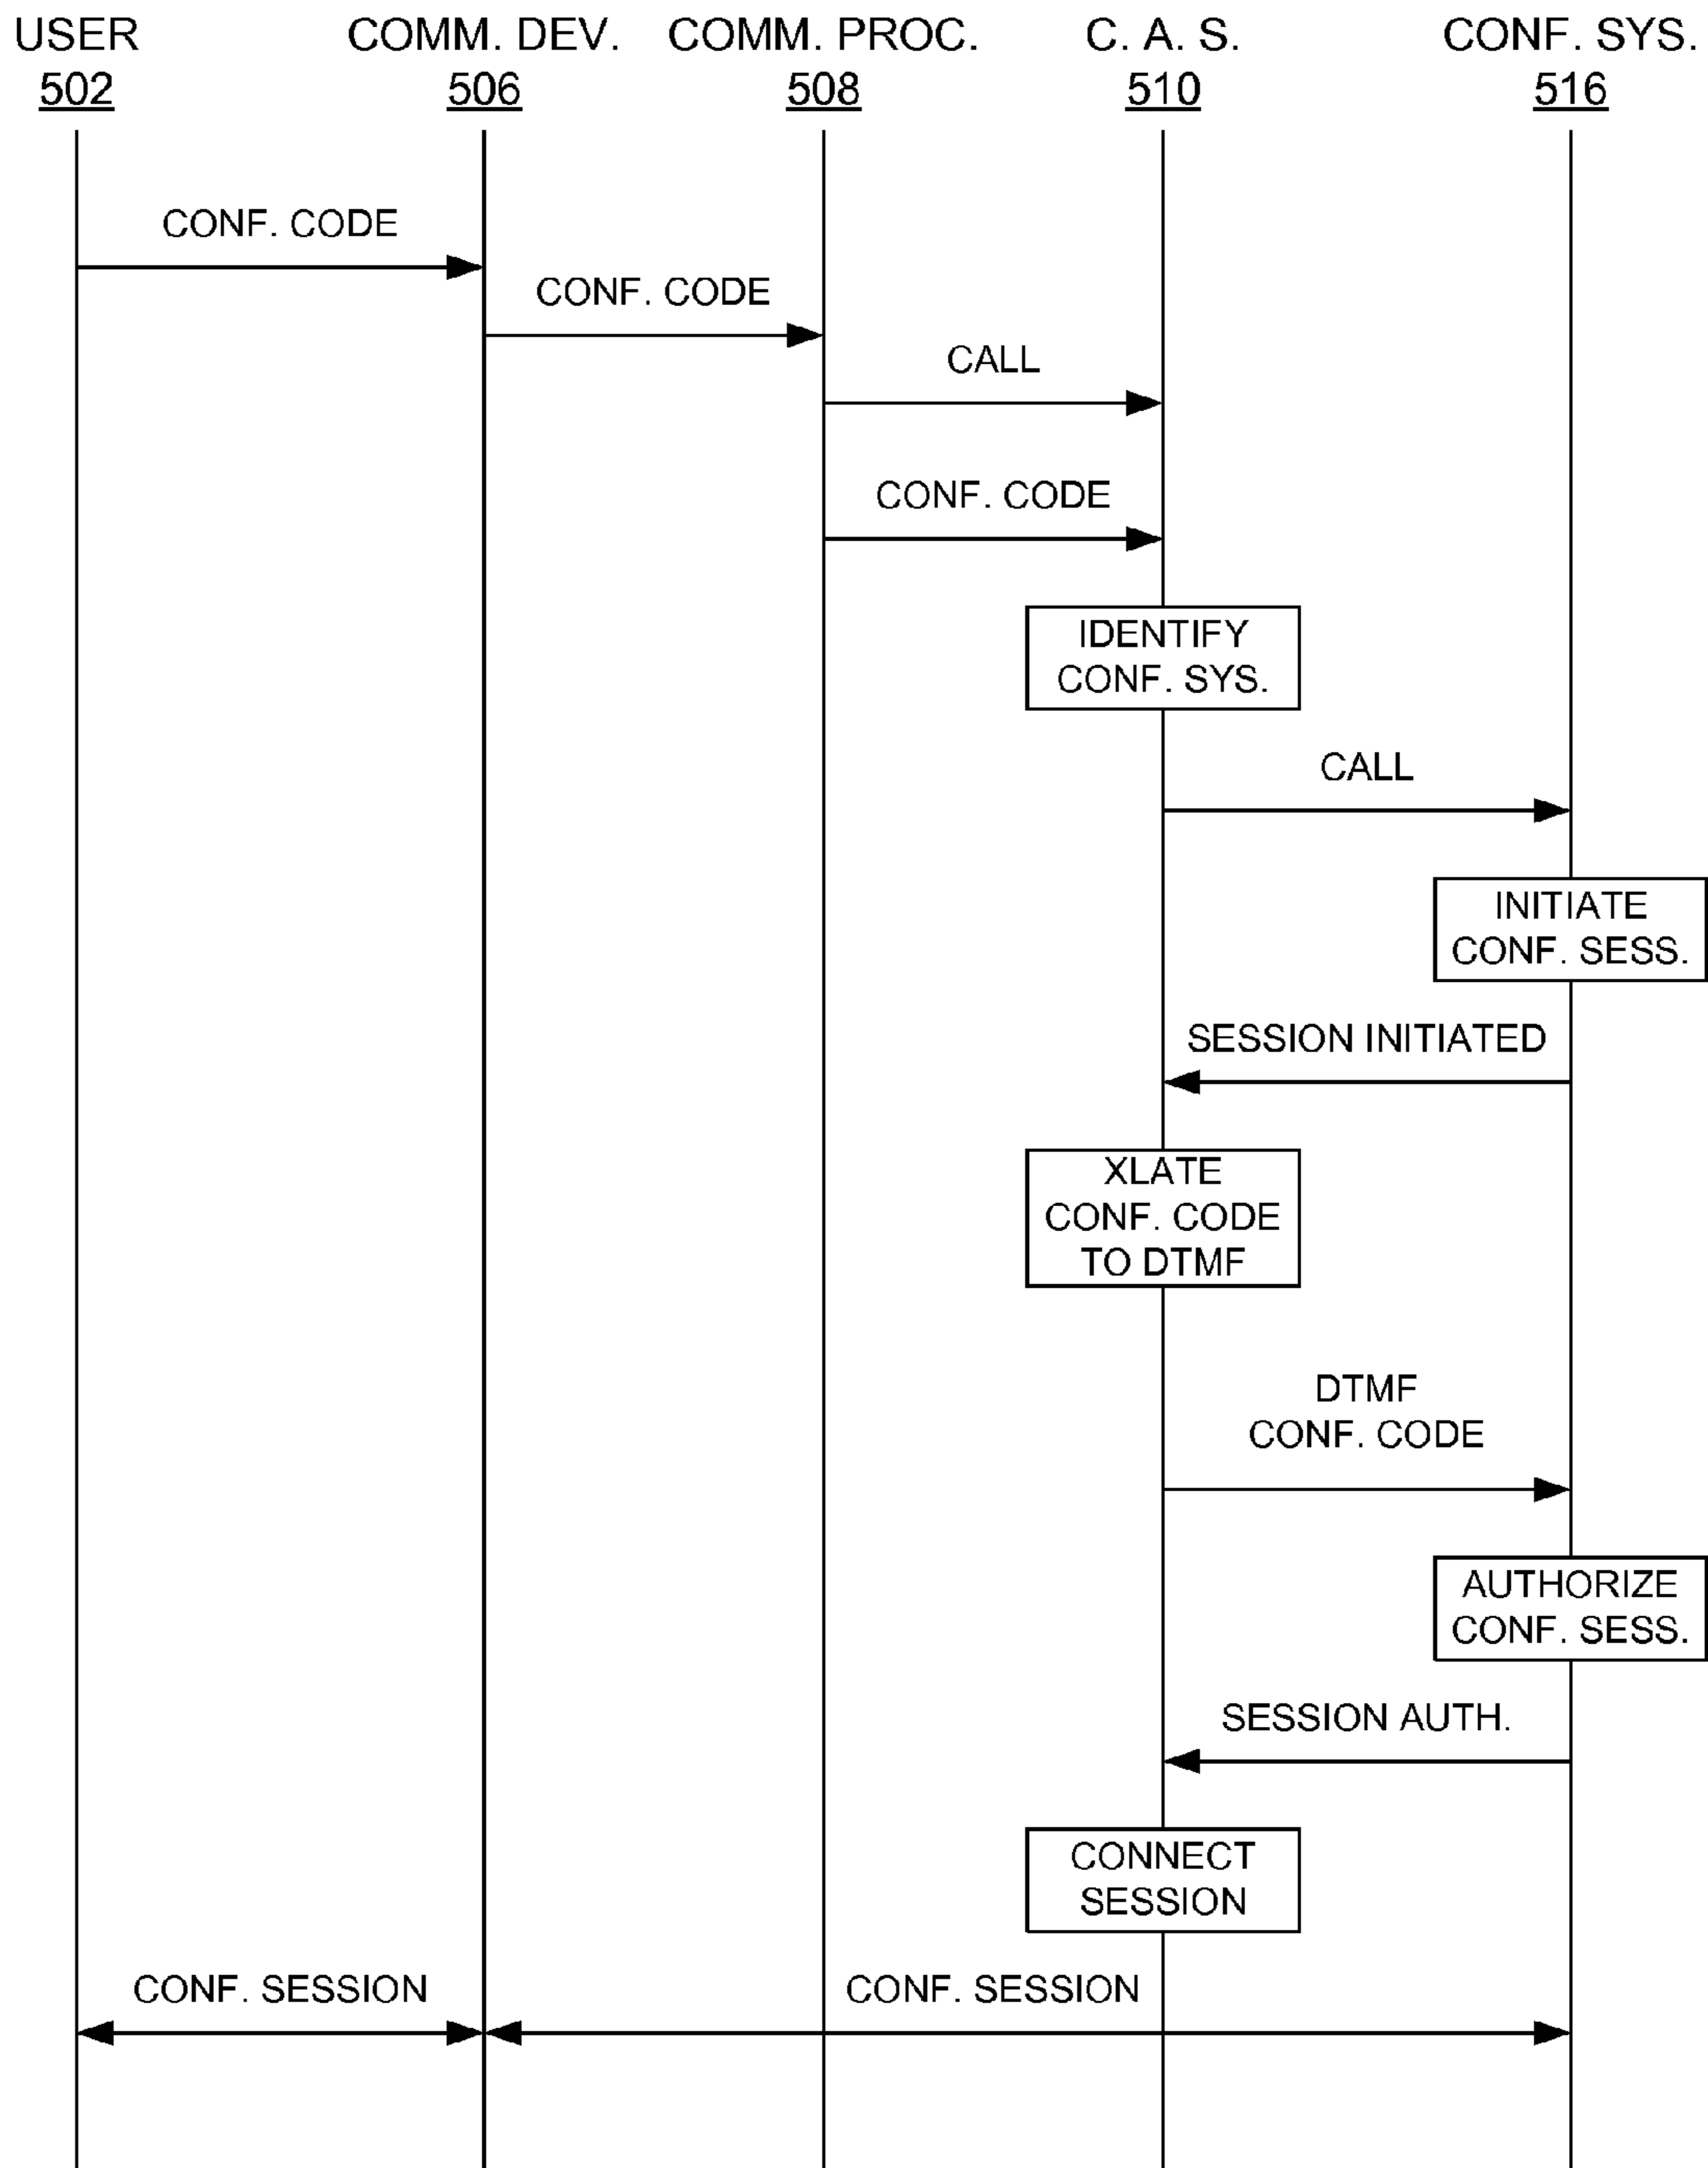 USER COMM. DEV. COMM. PROC. C. A. S. CONF. SYS.
502 506 508 510 516
CONF. CODE
CONF. CODE
CALL
CONF. CODE
IDENTIFY
CONF. SYS.
CALL
INITIATE
CONF. SESS.
SESSION INITIATED
XLATE
CONF. CODE
TO DTMF
DTMF
CONF. CODE
AUTHORIZE
CONF. SESS.
SESSION AUTH.
CONNECT
SESSION
CONF. SESSION CONF. SESSION